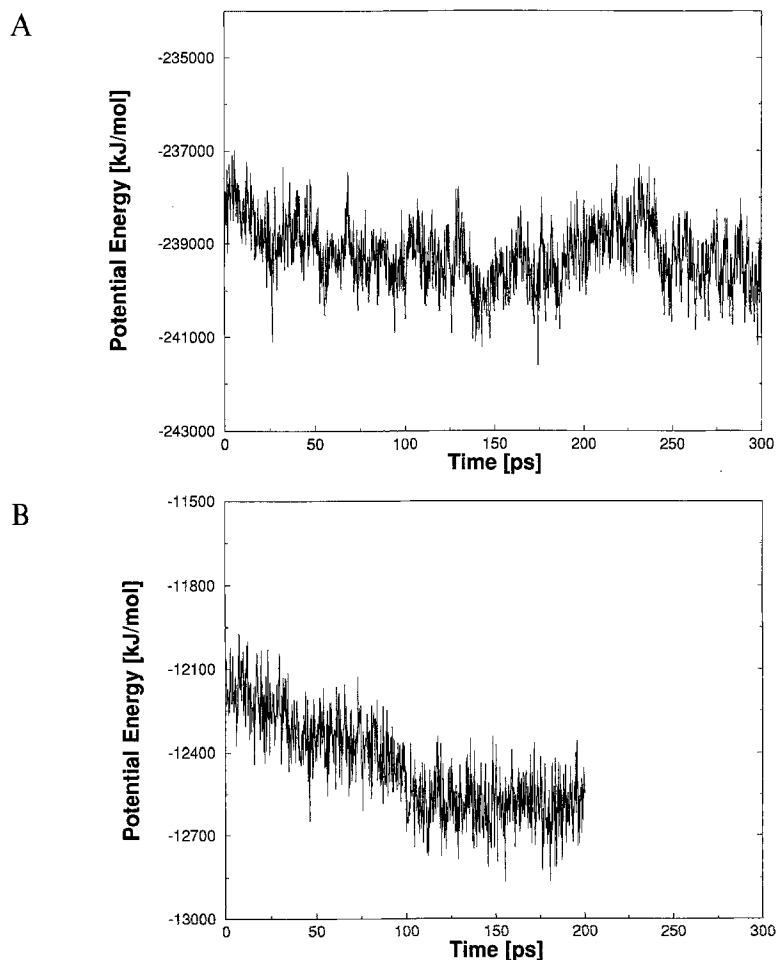 A
Potential Energy [kJ/mol]
-235000
-237000
-239000
-241000
-243000
0 50 100 150 200 250 300
Time [ps]
B
Potential Energy [kJ/mol]
-11500
-11800
-12100
-12400
-12700
-13000
0 50 100 150 200 250 300
Time [ps]